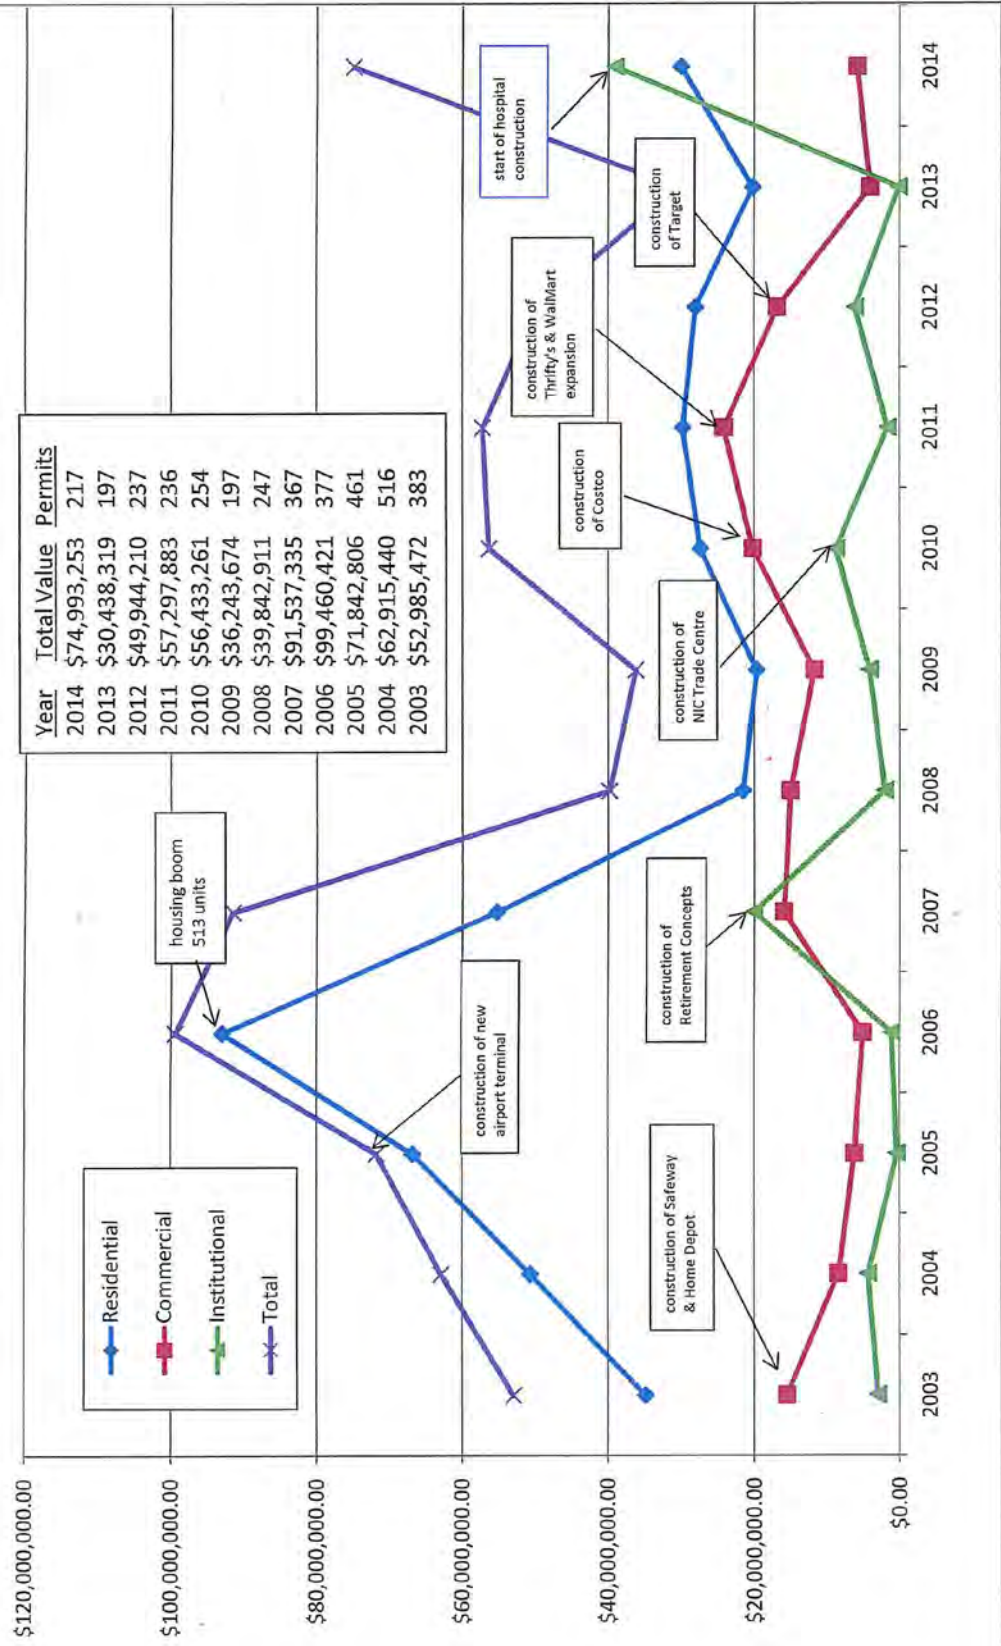 $120,000,000.00
$100,000,000.00
$80,000,000.00
$60,000,000.00
$40,000,000.00
$20,000,000.00
$0.00
Residential
Commercial
Institutional
Total
housing boom
513 units
Year Total Value Permits
2014 $74,993,253 217
2013 $30,438,319 197
2012 $49,944,210 237
2011 $57,297,883 236
2010 $56,433,261 254
2009 $36,243,674 197
2008 $39,842,911 247
2007 $91,537,335 367
2006 $99,460,421 377
2005 $71,842,806 461
2004 $62,915,440 516
2003 $52,985,472 383
construction of new
airport terminal
start of hospital
construction
construction of
Thrifty's & WalMart
expansion
construction
of Costco
construction
of Target
construction of Safeway
& Home Depot
construction of
Retirement Concepts
construction of
NIC Trade Centre
2003 2004 2005 2006 2007 2008 2009 2010 2011 2012 2013 2014